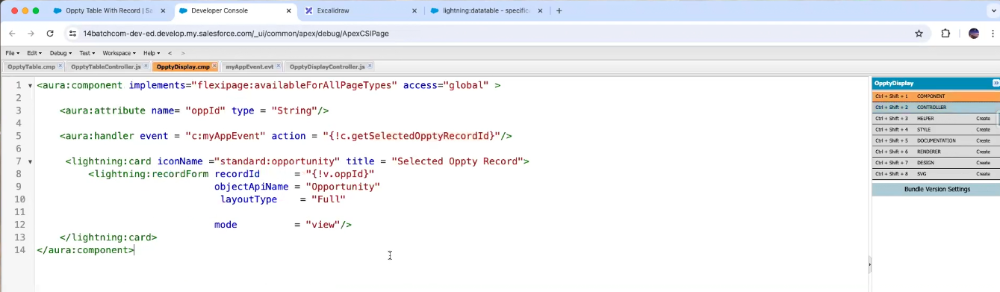 Oppty Table With Record | Sa
Developer Console
Excalidraw
lightning:datatable - specifica
14batchcom-dev-ed.develop.my.salesforce.com/_ui/common/apex/debug/ApexCSIPage
File Edit Debug Test Workspace Help < >
OpptyTable.cmp OpptyTableController.js OpptyDisplay.cmp myAppEvent.evt OpptyDisplayController.js
1 <aura:component implements="flexipage:availableForAllPageTypes" access="global" >
2
3 <aura:attribute name= "oppId" type = "String"/>
4
5 <aura:handler event = "c:myAppEvent" action = "{!c.getSelectedOpptyRecordId}"/>
6
7 <lightning:card iconName ="standard:opportunity" title = "Selected Oppty Record">
8 <lightning:recordForm recordId = "{!v.oppId}"
9 objectApiName = "Opportunity"
10 layoutType = "Full"
11
12 mode = "view"/>
13 </lightning:card>
14 </aura:component>
OpptyDisplay
Ctrl + Shift + 1 COMPONENT
Ctrl + Shift + 2 CONTROLLER
Ctrl + Shift + 3 HELPER Create
Ctrl + Shift + 4 STYLE Create
Ctrl + Shift + 5 DOCUMENTATION Create
Ctrl + Shift + 6 RENDERER Create
Ctrl + Shift + 7 DESIGN Create
Ctrl + Shift + 8 SVG Create
Bundle Version Settings